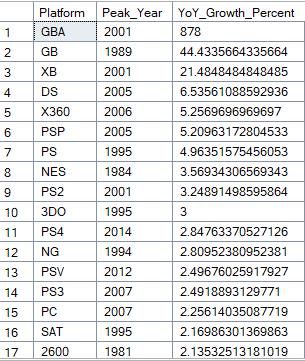 Platform Peak_Year YoY_Growth_Percent
1 GBA 2001 878
2 GB 1989 44.4335664335664
3 XB 2001 21.4848484848485
4 DS 2005 6.53561088592936
5 X360 2006 5.2569696969697
6 PSP 2005 5.20963172804533
7 PS 1995 4.96351575456053
8 NES 1984 3.56934306569343
9 PS2 2001 3.24891498595864
10 3DO 1995 3
11 PS4 2014 2.84763370527126
12 NG 1994 2.80952380952381
13 PSV 2012 2.49676025917927
14 PS3 2007 2.4918893129771
15 PC 2007 2.25614035087719
16 SAT 1995 2.16986301369863
17 2600 1981 2.13532513181019